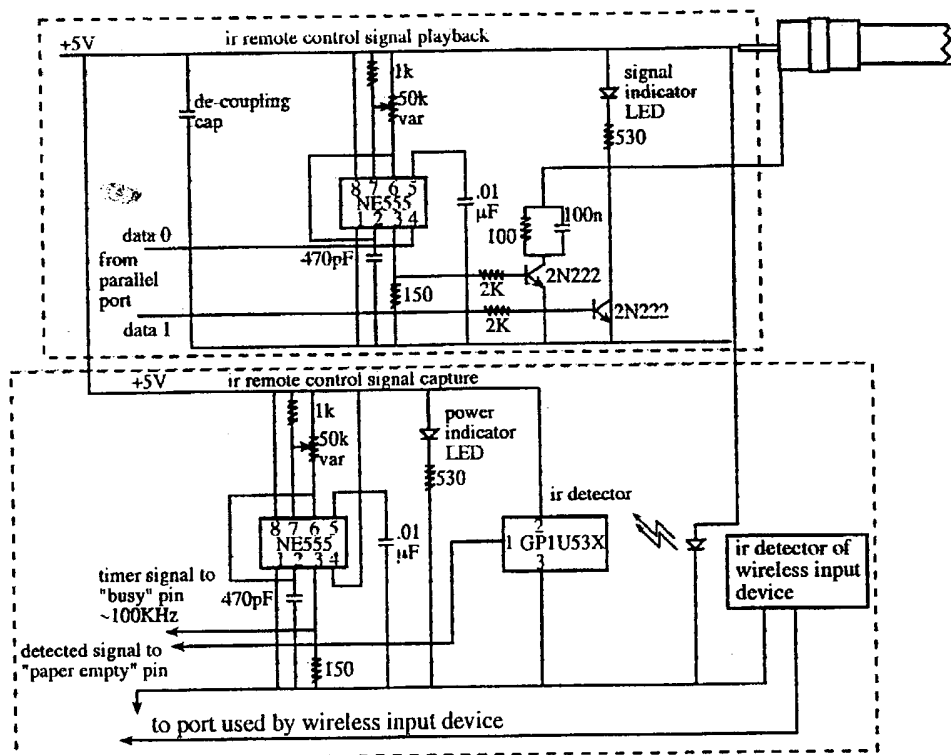 +5V
ir remote control signal playback
1k
50k
var
de-coupling
cap
signal
indicator
LED
530
8 7 6 5
NE555
1 2 3 4
.01
µF
100
100n
data 0
from
parallel
port
data 1
470pF
150
2K
2N222
2K
2N222
+5V
ir remote control signal capture
1k
50k
var
power
indicator
LED
530
ir detector
8 7 6 5
NE555
1 2 3 4
.01
µF
2
1 GP1U53X
3
ir detector of
wireless input
device
timer signal to
"busy" pin
~100KHz
470pF
detected signal to
"paper empty" pin
150
to port used by wireless input device